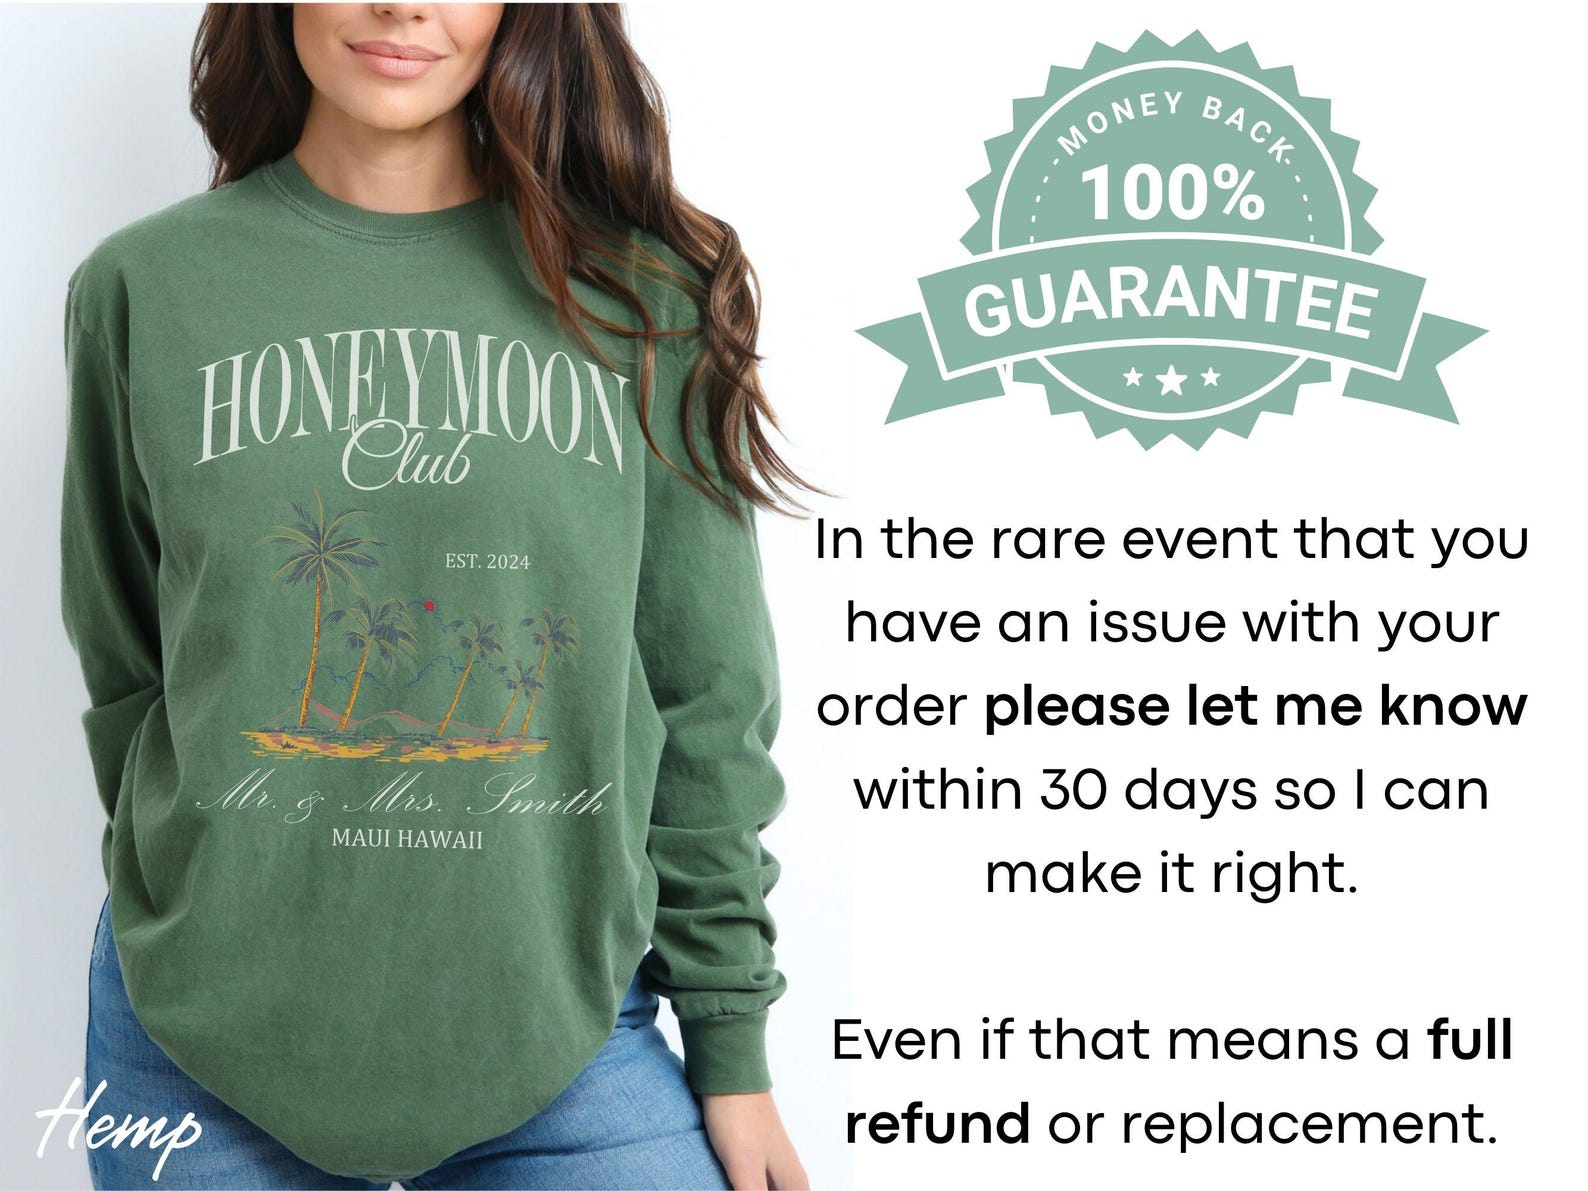 HONEYMOON
Club
EST. 2024
Mr. & Mrs. Smith
MAUI HAWAII
Hemp
MONEY BACK
100%
GUARANTEE
In the rare event that you
have an issue with your
order please let me know
within 30 days so I can
make it right.
Even if that means a full
refund or replacement.